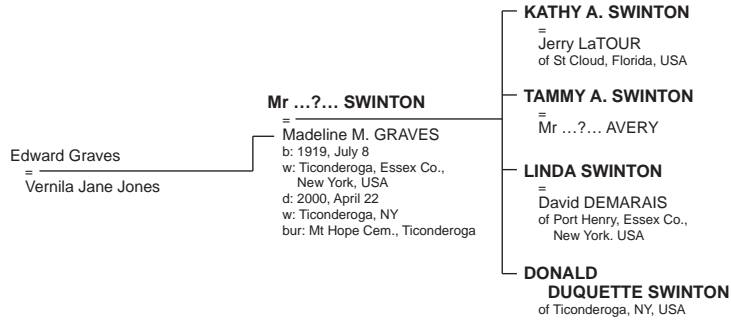 Edward Graves
=
Vernila Jane Jones
Mr …?… SWINTON
=
Madeline M. GRAVES
b: 1919, July 8
w: Ticonderoga, Essex Co.,
New York, USA
d: 2000, April 22
w: Ticonderoga, NY
bur: Mt Hope Cem., Ticonderoga
KATHY A. SWINTON
=
Jerry LaTOUR
of St Cloud, Florida, USA
TAMMY A. SWINTON
=
Mr …?… AVERY
LINDA SWINTON
=
David DEMARAIS
of Port Henry, Essex Co.,
New York. USA
DONALD
DUQUETTE SWINTON
of Ticonderoga, NY, USA